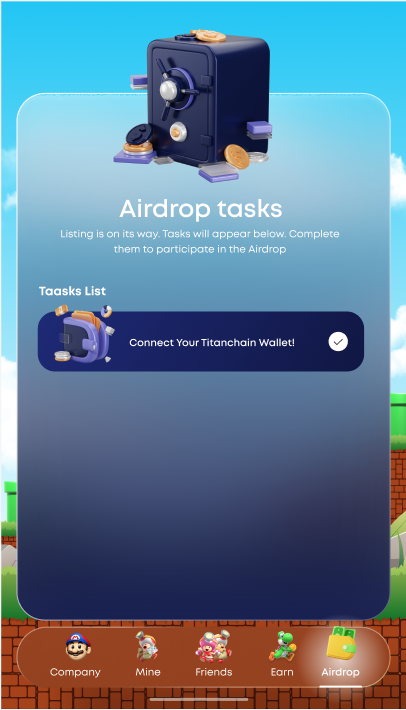 Airdrop tasks
Listing is on its way. Tasks will appear below. Complete
them to participate in the Airdrop
Taasks List
Connect Your Titanchain Wallet!
Company Mine Friends Earn Airdrop